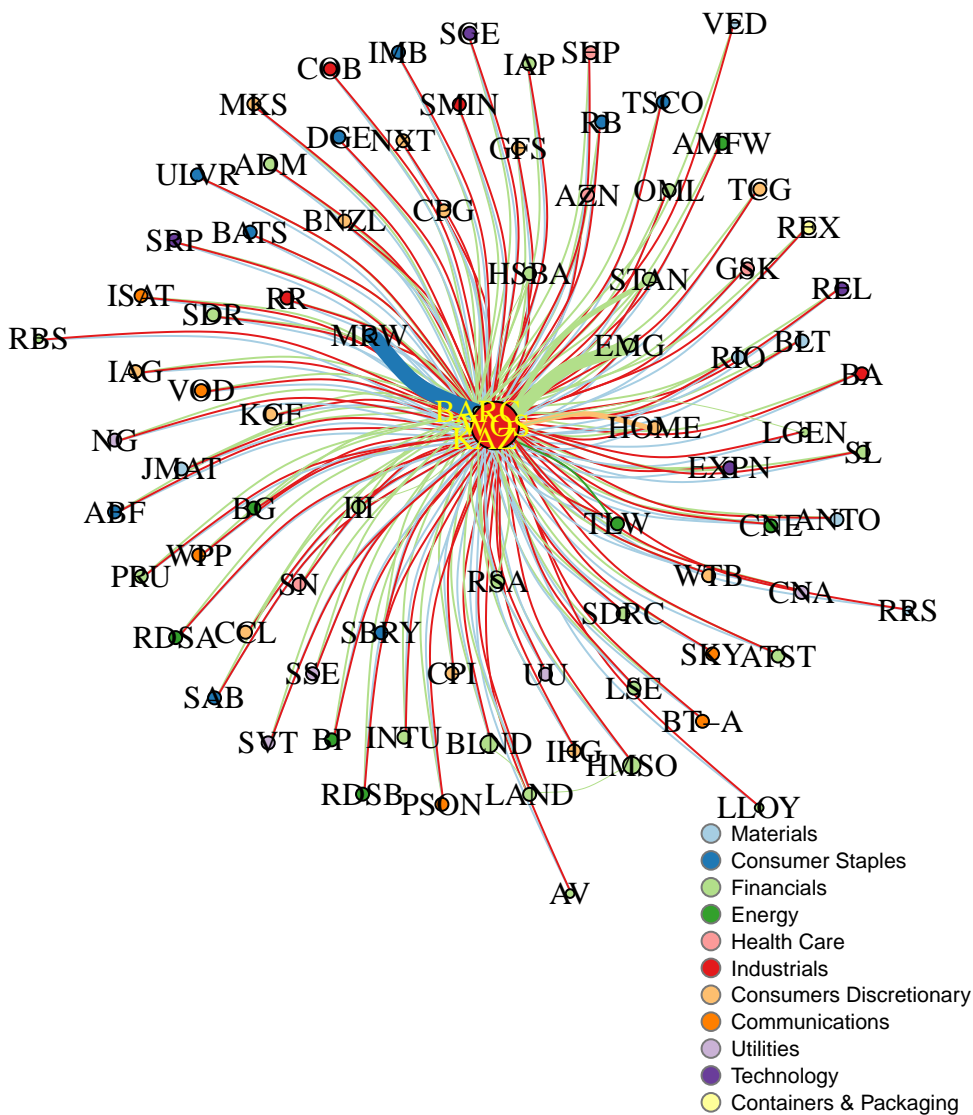 VED
SGE
IMB
SHP
IAP
COB
TSCO
MKS
SMIN
RB
DGE
NXT
AMFW
GFS
ADM
ULVR
OML
TCG
AZN
CPG
BNZL
BATS
REX
SRP
HSBA
GSK
STAN
ISAT
RR
REL
SDR
RBS
MRW
EMG
BLT
RIO
IAG
BA
VOD
BARC
KGF
WOS
HOME
LGEN
NG
KAZ
SL
JMAT
EXPN
ABF
BG
III
TLW
CNE
ANTO
WPP
PRU
SN
RSA
WTB
CNA
RRS
SDRC
RDSA
CCL
SBRY
SKY
ATST
SSE
CPI
UU
LSE
SAB
BT–A
SVT
BP
INTU
BLND
IHG
HMSO
RDSB
PSON
LAND
LLOY
AV
Materials
Consumer Staples
Financials
Energy
Health Care
Industrials
Consumers Discretionary
Communications
Utilities
Technology
Containers & Packaging